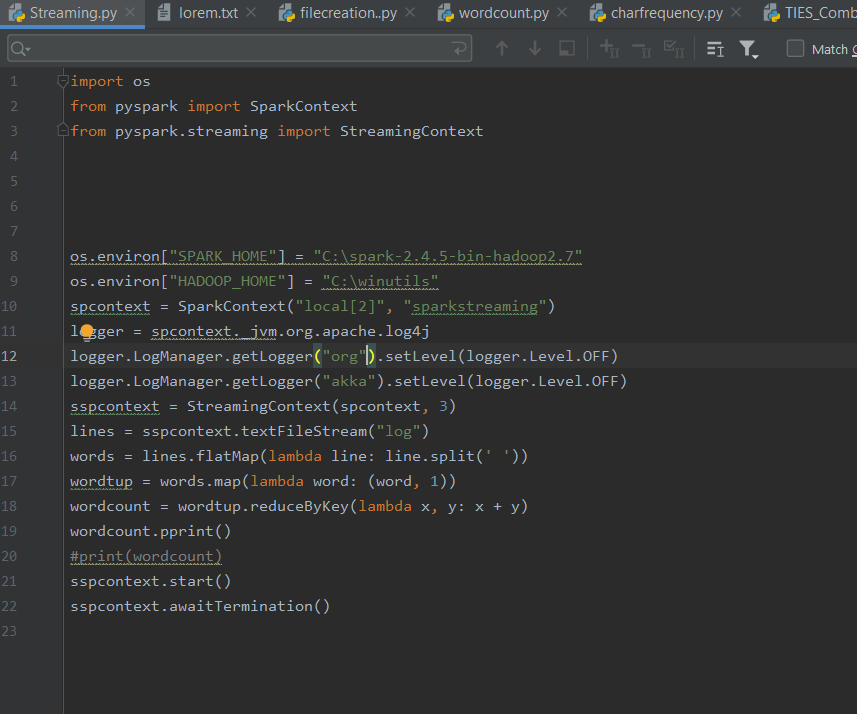 Streaming.py lorem.txt filecreation..py wordcount.py charfrequency.py TIES_Comb
Match
1 import os
2 from pyspark import SparkContext
3 from pyspark.streaming import StreamingContext
4
5
6
7
8 os.environ["SPARK_HOME"] = "C:\spark-2.4.5-bin-hadoop2.7"
9 os.environ["HADOOP_HOME"] = "C:\winutils"
10 spcontext = SparkContext("local[2]", "sparkstreaming")
11 logger = spcontext._jvm.org.apache.log4j
12 logger.LogManager.getLogger("org").setLevel(logger.Level.OFF)
13 logger.LogManager.getLogger("akka").setLevel(logger.Level.OFF)
14 sspcontext = StreamingContext(spcontext, 3)
15 lines = sspcontext.textFileStream("log")
16 words = lines.flatMap(lambda line: line.split(' '))
17 wordtup = words.map(lambda word: (word, 1))
18 wordcount = wordtup.reduceByKey(lambda x, y: x + y)
19 wordcount.pprint()
20 #print(wordcount)
21 sspcontext.start()
22 sspcontext.awaitTermination()
23